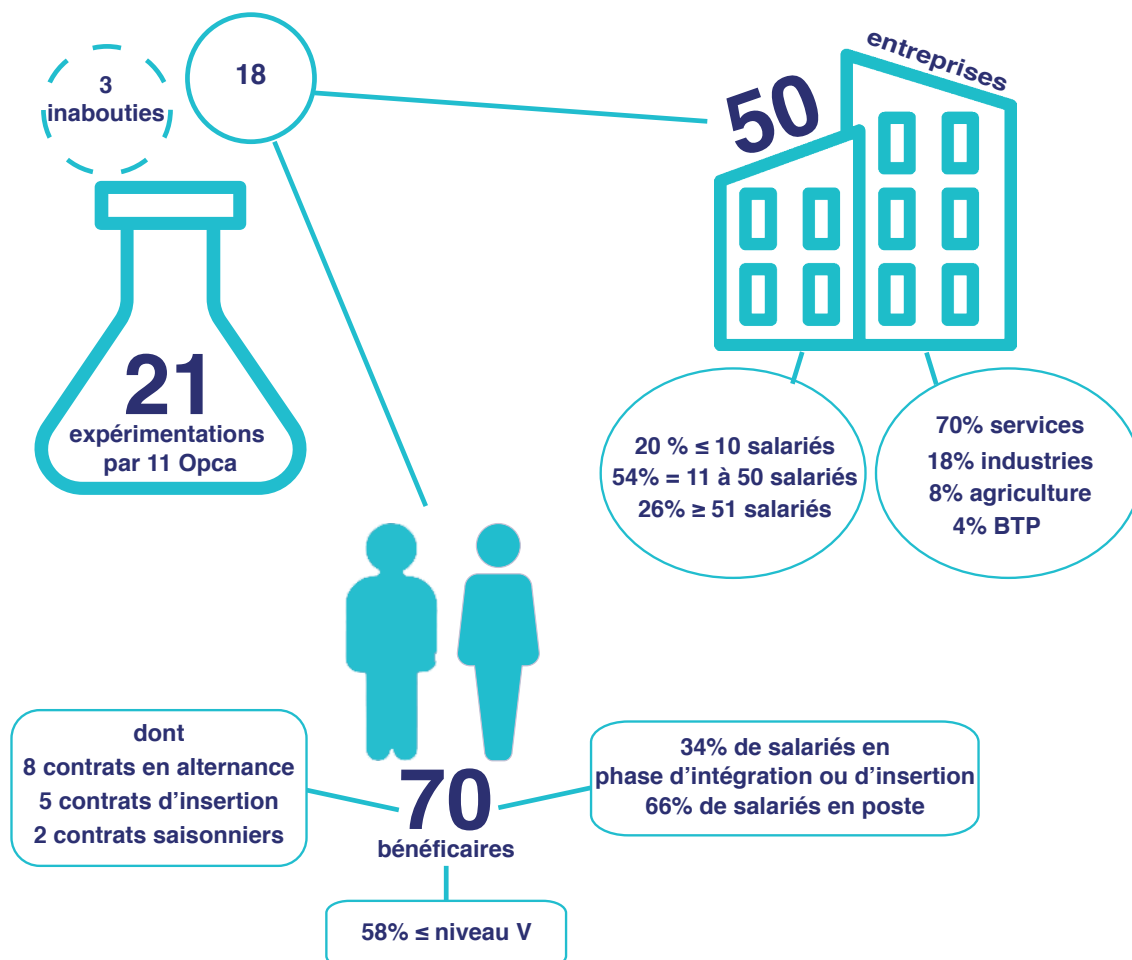 3
inabouties
18
21
expérimentations
par 11 Opca
50
entreprises
20 % ≤ 10 salariés
54% = 11 à 50 salariés
26% ≥ 51 salariés
70% services
18% industries
8% agriculture
4% BTP
dont
8 contrats en alternance
5 contrats d’insertion
2 contrats saisonniers
70
bénéficaires
34% de salariés en
phase d’intégration ou d’insertion
66% de salariés en poste
58% ≤ niveau V